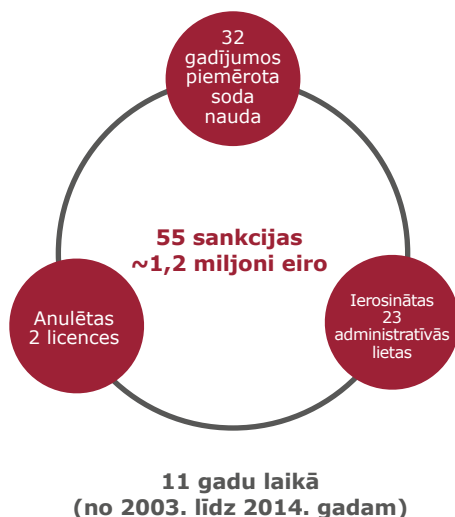 32
gadījumos
piemērota
soda
nauda
55 sankcijas
~1,2 miljoni eiro
Anulētas
2 licences
Ierosinātas
23
administratīvās
lietas
11 gadu laikā
(no 2003. līdz 2014. gadam)